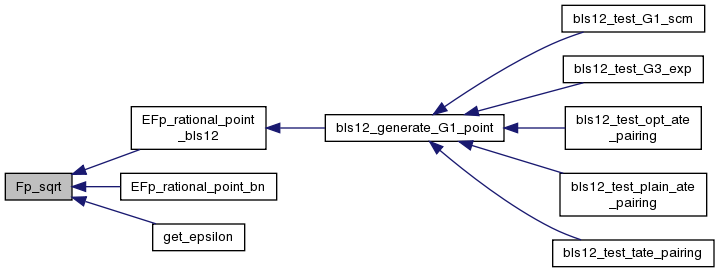 bls12_test_G1_scm
bls12_test_G3_exp
EFp_rational_point
_bls12
bls12_generate_G1_point
bls12_test_opt_ate
_pairing
Fp_sqrt
EFp_rational_point_bn
bls12_test_plain_ate
_pairing
get_epsilon
bls12_test_tate_pairing